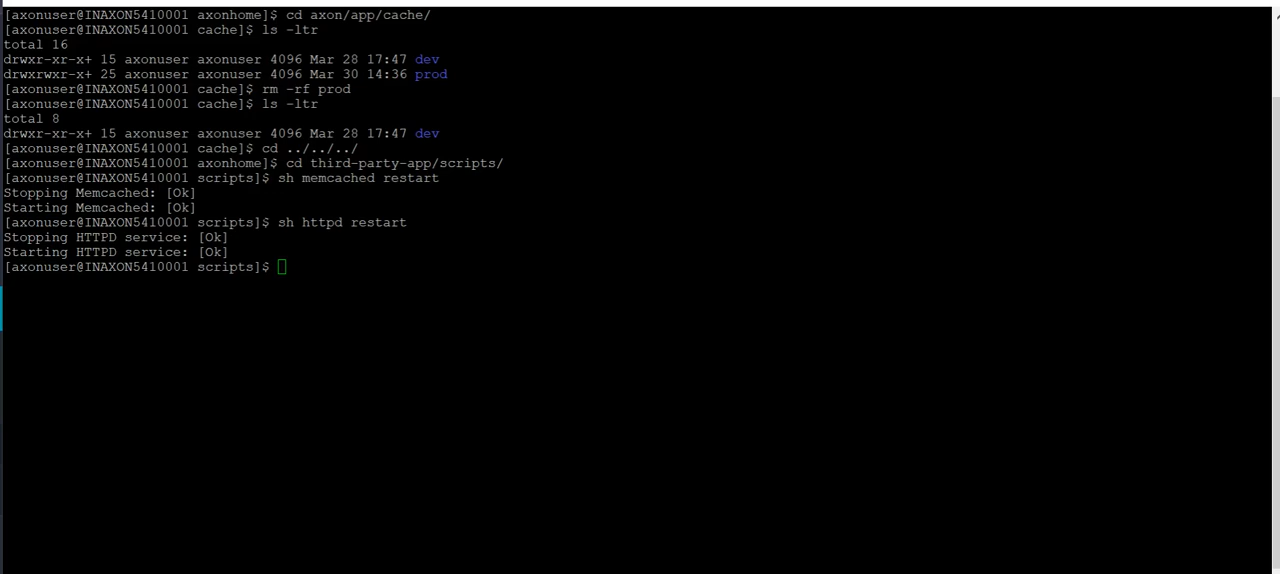 [axonuser@INAXON5410001 axonhome]$ cd axon/app/cache/
[axonuser@INAXON5410001 cache]$ ls -ltr
total 16
drwxr-xr-x+ 15 axonuser axonuser 4096 Mar 28 17:47 dev
drwxrwxr-x+ 25 axonuser axonuser 4096 Mar 30 14:36 prod
[axonuser@INAXON5410001 cache]$ rm -rf prod
[axonuser@INAXON5410001 cache]$ ls -ltr
total 8
drwxr-xr-x+ 15 axonuser axonuser 4096 Mar 28 17:47 dev
[axonuser@INAXON5410001 cache]$ cd ../../../
[axonuser@INAXON5410001 axonhome]$ cd third-party-app/scripts/
[axonuser@INAXON5410001 scripts]$ sh memcached restart
Stopping Memcached: [Ok]
Starting Memcached: [Ok]
[axonuser@INAXON5410001 scripts]$ sh httpd restart
Stopping HTTPD service: [Ok]
Starting HTTPD service: [Ok]
[axonuser@INAXON5410001 scripts]$